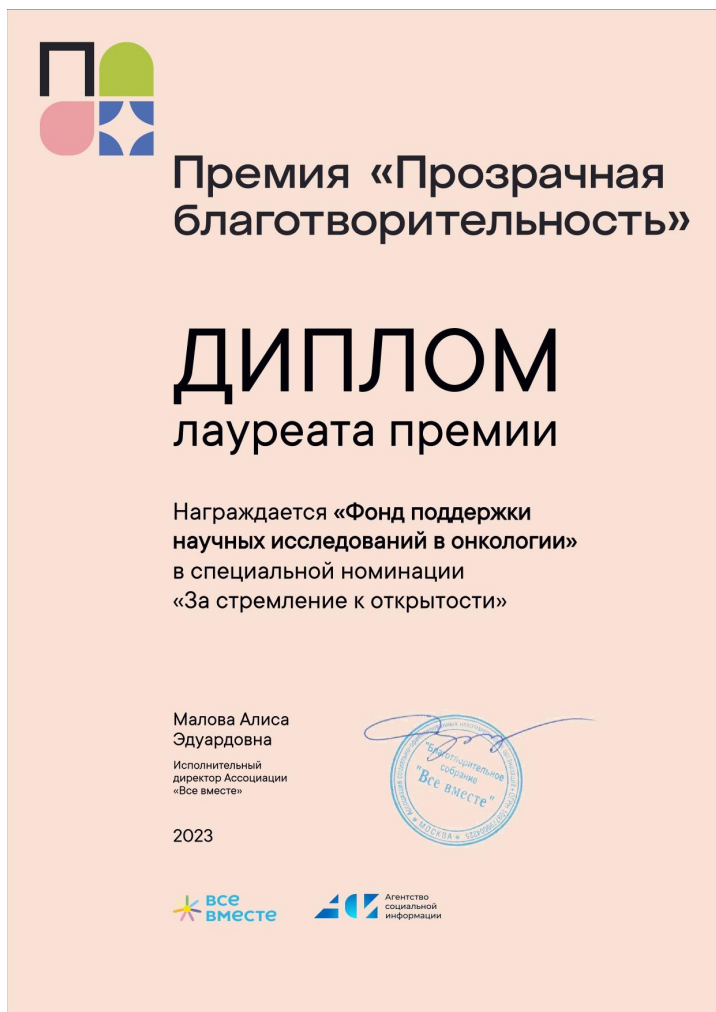 Премия «Прозрачная
благотворительность»
ДИПЛОМ
лауреата премии
Награждается «Фонд поддержки
научных исследований в онкологии»
в специальной номинации
«За стремление к открытости»
Малова Алиса
Эдуардовна
Исполнительный
директор Ассоциации
«Все вместе»
"Благотворительное
собрание
"Все вместе"
МОСКВА
2023
все
вместе
АСИ
Агентство
социальной
информации